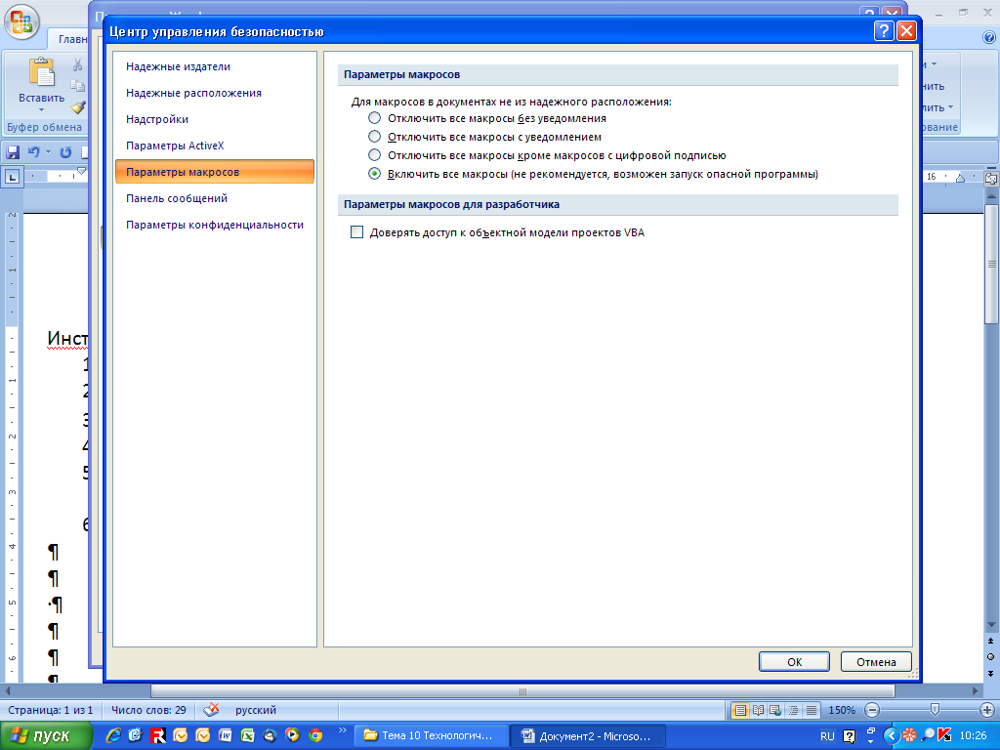 Центр управления безопасностью
Главн
Вставить
Буфер обмена
Надежные издатели
Надежные расположения
Надстройки
Параметры ActiveX
Параметры макросов
Панель сообщений
Параметры конфиденциальности
Параметры макросов
Для макросов в документах не из надежного расположения:
Отключить все макросы без уведомления
Отключить все макросы с уведомлением
Отключить все макросы кроме макросов с цифровой подписью
Включить все макросы (не рекомендуется, возможен запуск опасной программы)
Параметры макросов для разработчика
Доверять доступ к объектной модели проектов VBA
16
Инст
1
2
3
4
5
6
ОК
Отмена
Страница: 1 из 1
Число слов: 29
русский
150%
пуск
Тема 10 Технологич...
Документ2 - Microso...
RU
10:26